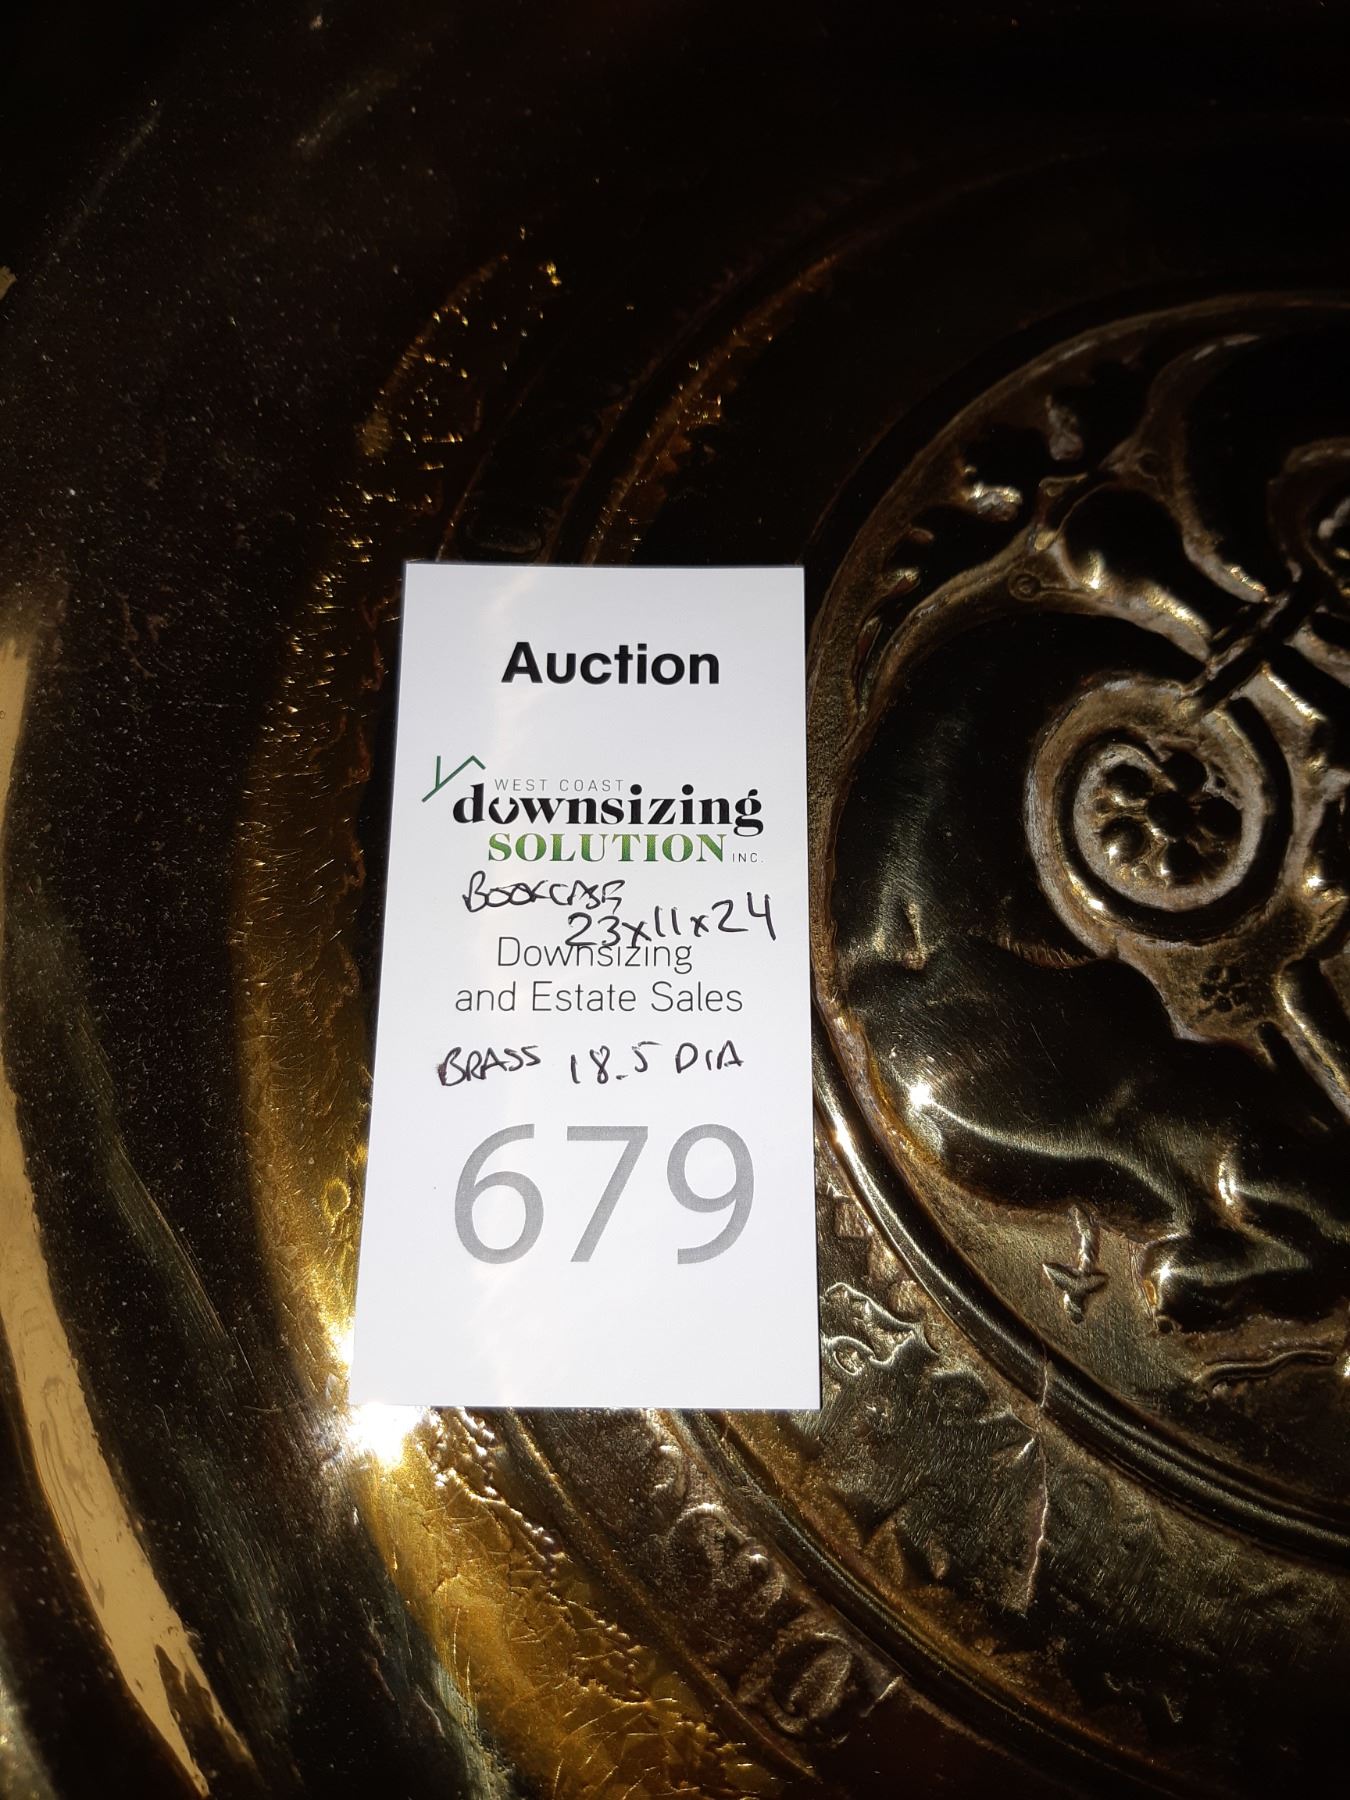 Auction
WEST COAST
downsizing
SOLUTION INC.
BOOKCASE
23x11x24
Downsizing
and Estate Sales
BRASS 18.5 DIA
679